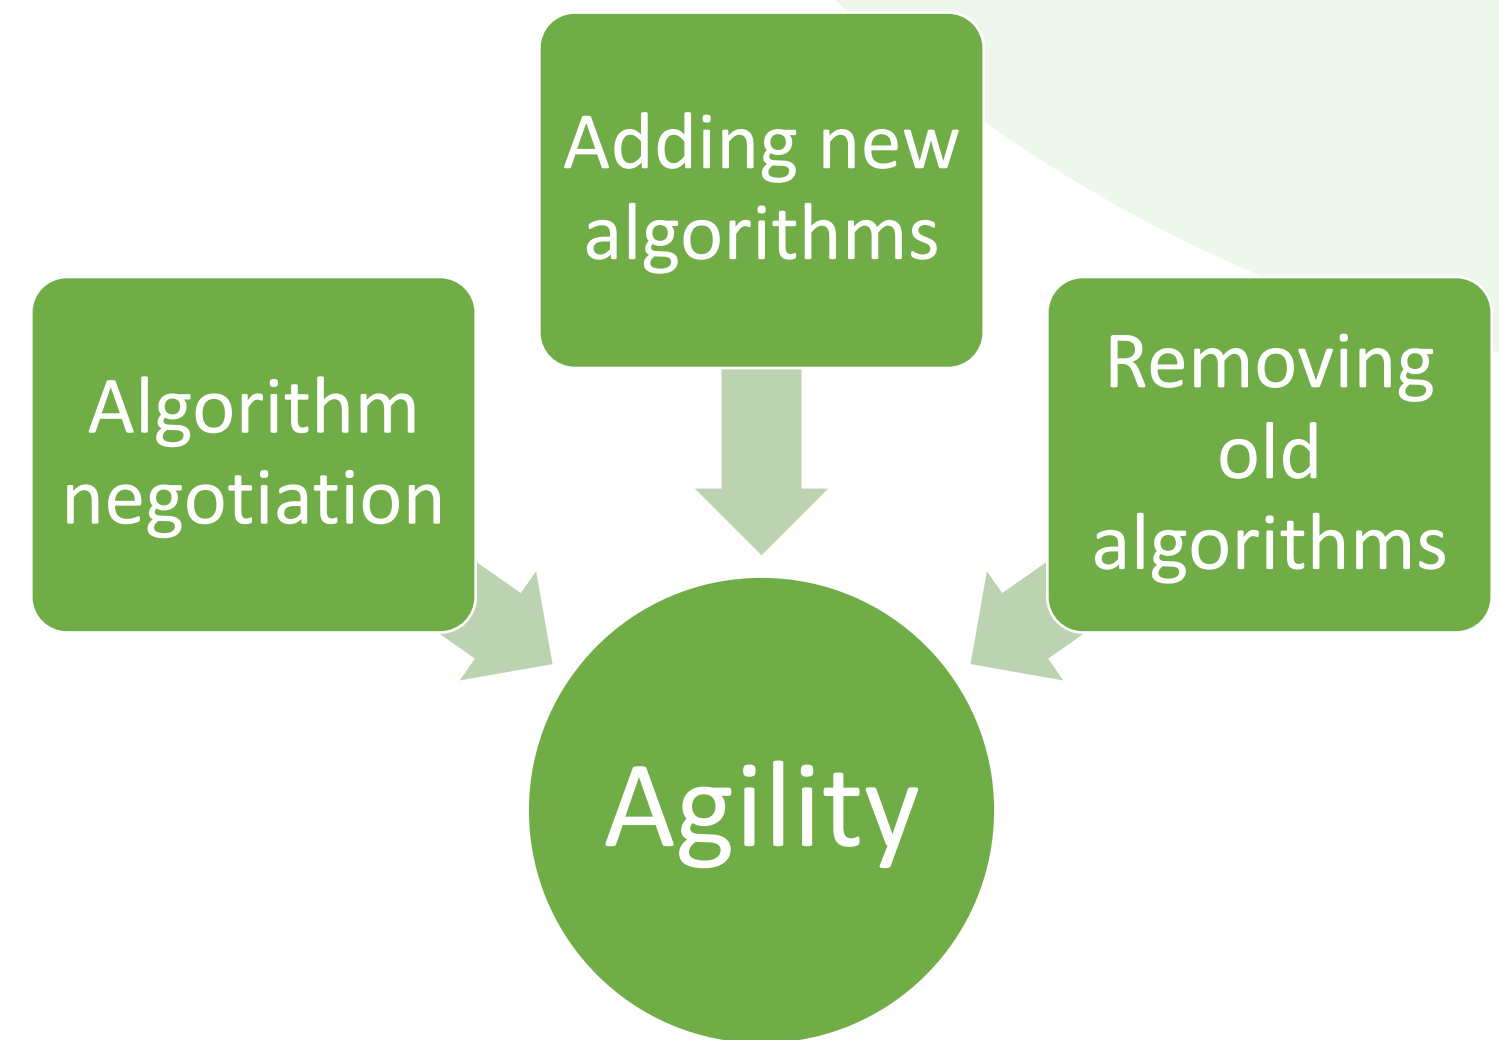 Algorithm
negotiation
Adding new
algorithms
Removing
old
algorithms
Agility